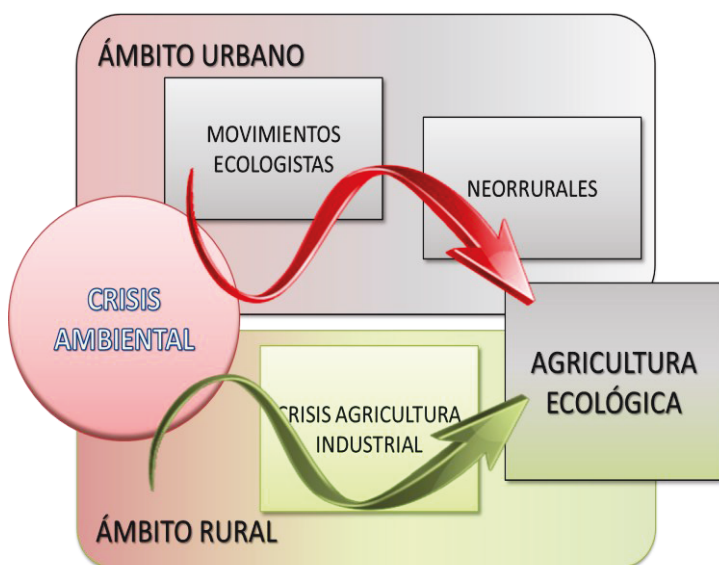 ÁMBITO URBANO
MOVIMIENTOS
ECOLOGISTAS
NEORRURALES
CRISIS
AMBIENTAL
AGRICULTURA
ECOLÓGICA
CRISIS AGRICULTURA
INDUSTRIAL
ÁMBITO RURAL